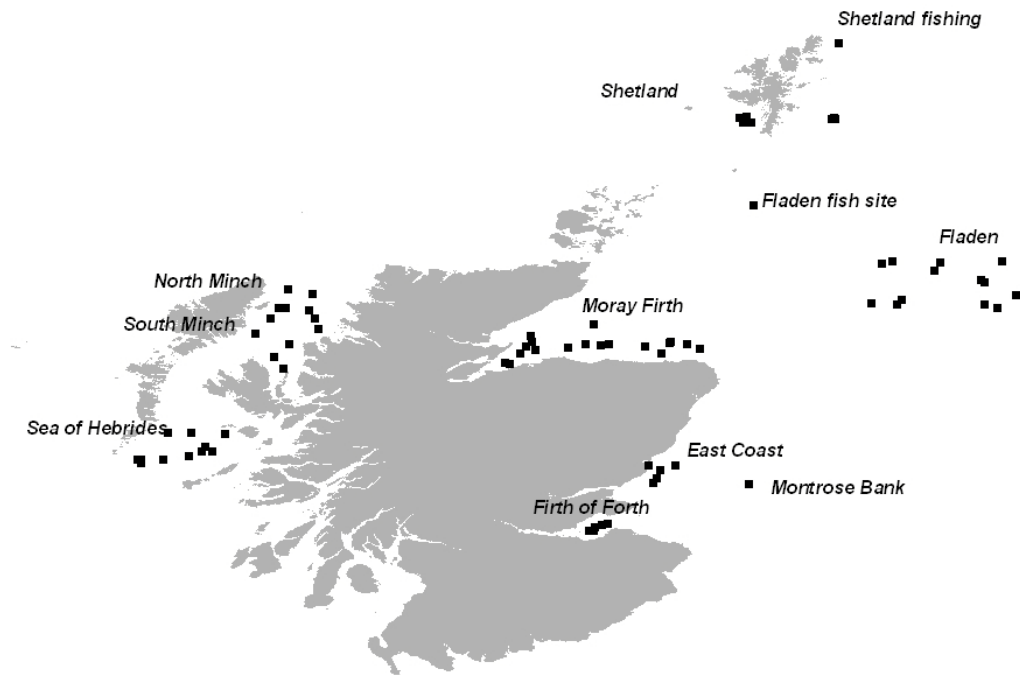 Shetland fishing
Shetland
Fladen fish site
Fladen
North Minch
Moray Firth
South Minch
Sea of Hebrides
East Coast
Montrose Bank
Firth of Forth